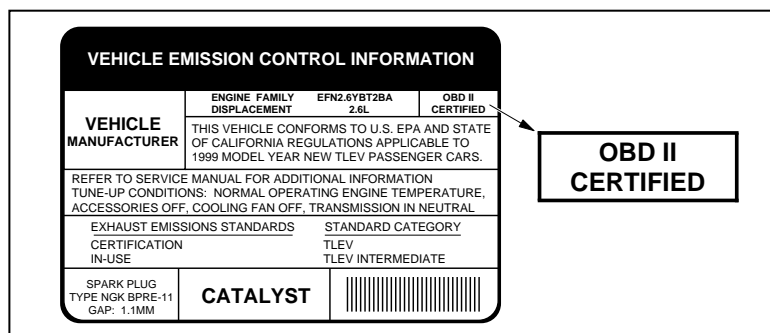 VEHICLE EMISSION CONTROL INFORMATION
VEHICLE
MANUFACTURER
ENGINE FAMILY EFN2.6YBT2BA
DISPLACEMENT 2.6L
OBD II
CERTIFIED
THIS VEHICLE CONFORMS TO U.S. EPA AND STATE
OF CALIFORNIA REGULATIONS APPLICABLE TO
1999 MODEL YEAR NEW TLEV PASSENGER CARS.
REFER TO SERVICE MANUAL FOR ADDITIONAL INFORMATION
TUNE-UP CONDITIONS: NORMAL OPERATING ENGINE TEMPERATURE,
ACCESSORIES OFF, COOLING FAN OFF, TRANSMISSION IN NEUTRAL
EXHAUST EMISSIONS STANDARDS STANDARD CATEGORY
CERTIFICATION TLEV
IN-USE TLEV INTERMEDIATE
SPARK PLUG
TYPE NGK BPRE-11
GAP: 1.1MM
CATALYST
OBD II
CERTIFIED